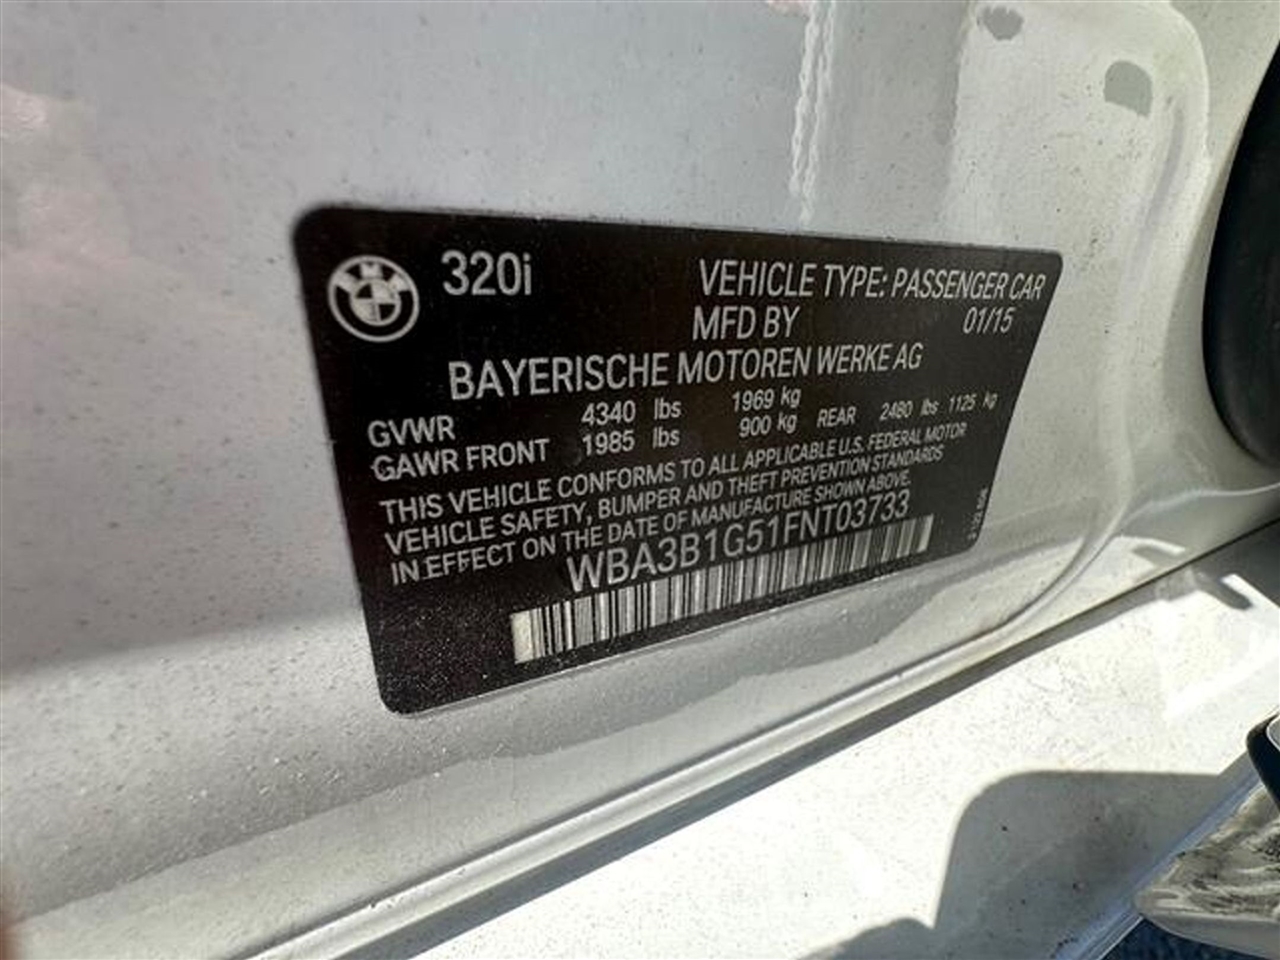 BMW 320i VEHICLE TYPE: PASSENGER CAR
MFD BY 01/15
BAYERISCHE MOTOREN WERKE AG
GVWR 4340 lbs 1969 kg
GAWR FRONT 1985 lbs 900 kg REAR 2480 lbs 1125 kg
THIS VEHICLE CONFORMS TO ALL APPLICABLE U.S. FEDERAL MOTOR
VEHICLE SAFETY, BUMPER AND THEFT PREVENTION STANDARDS
IN EFFECT ON THE DATE OF MANUFACTURE SHOWN ABOVE.
WBA3B1G51FNT03733